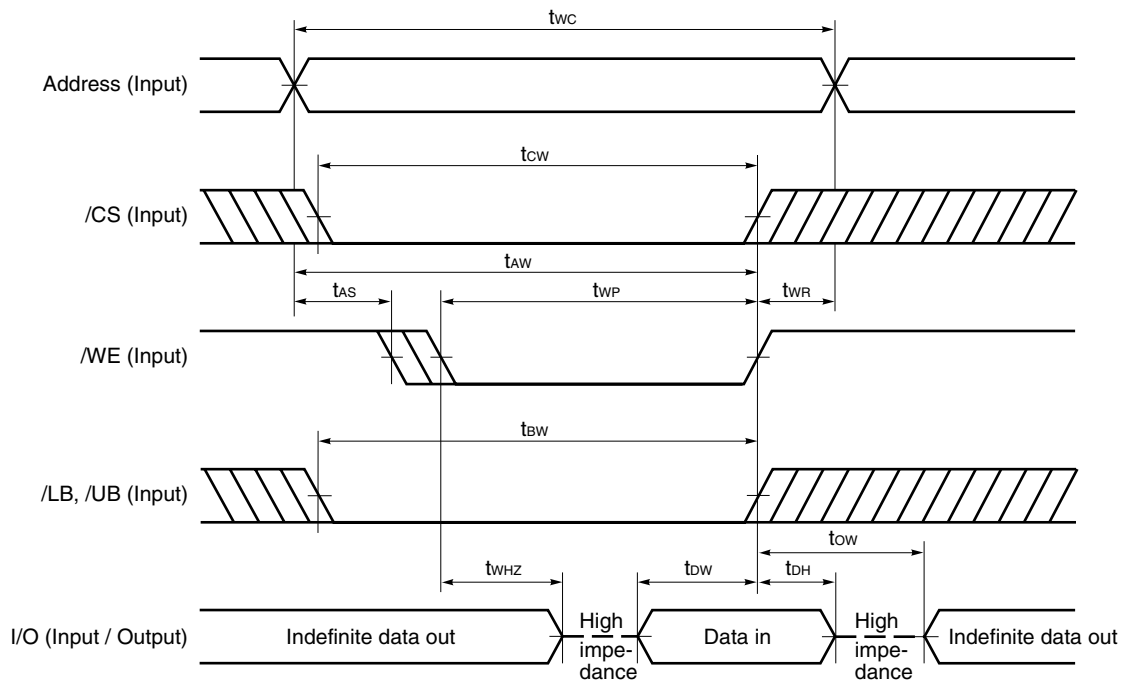 tWC
Address (Input)
tCW
/CS (Input)
tAW
tAS
tWP
tWR
/WE (Input)
tBW
/LB, /UB (Input)
tOW
tWHZ
tDW
tDH
I/O (Input / Output)
Indefinite data out
High
impe-
dance
Data in
High
impe-
dance
Indefinite data out